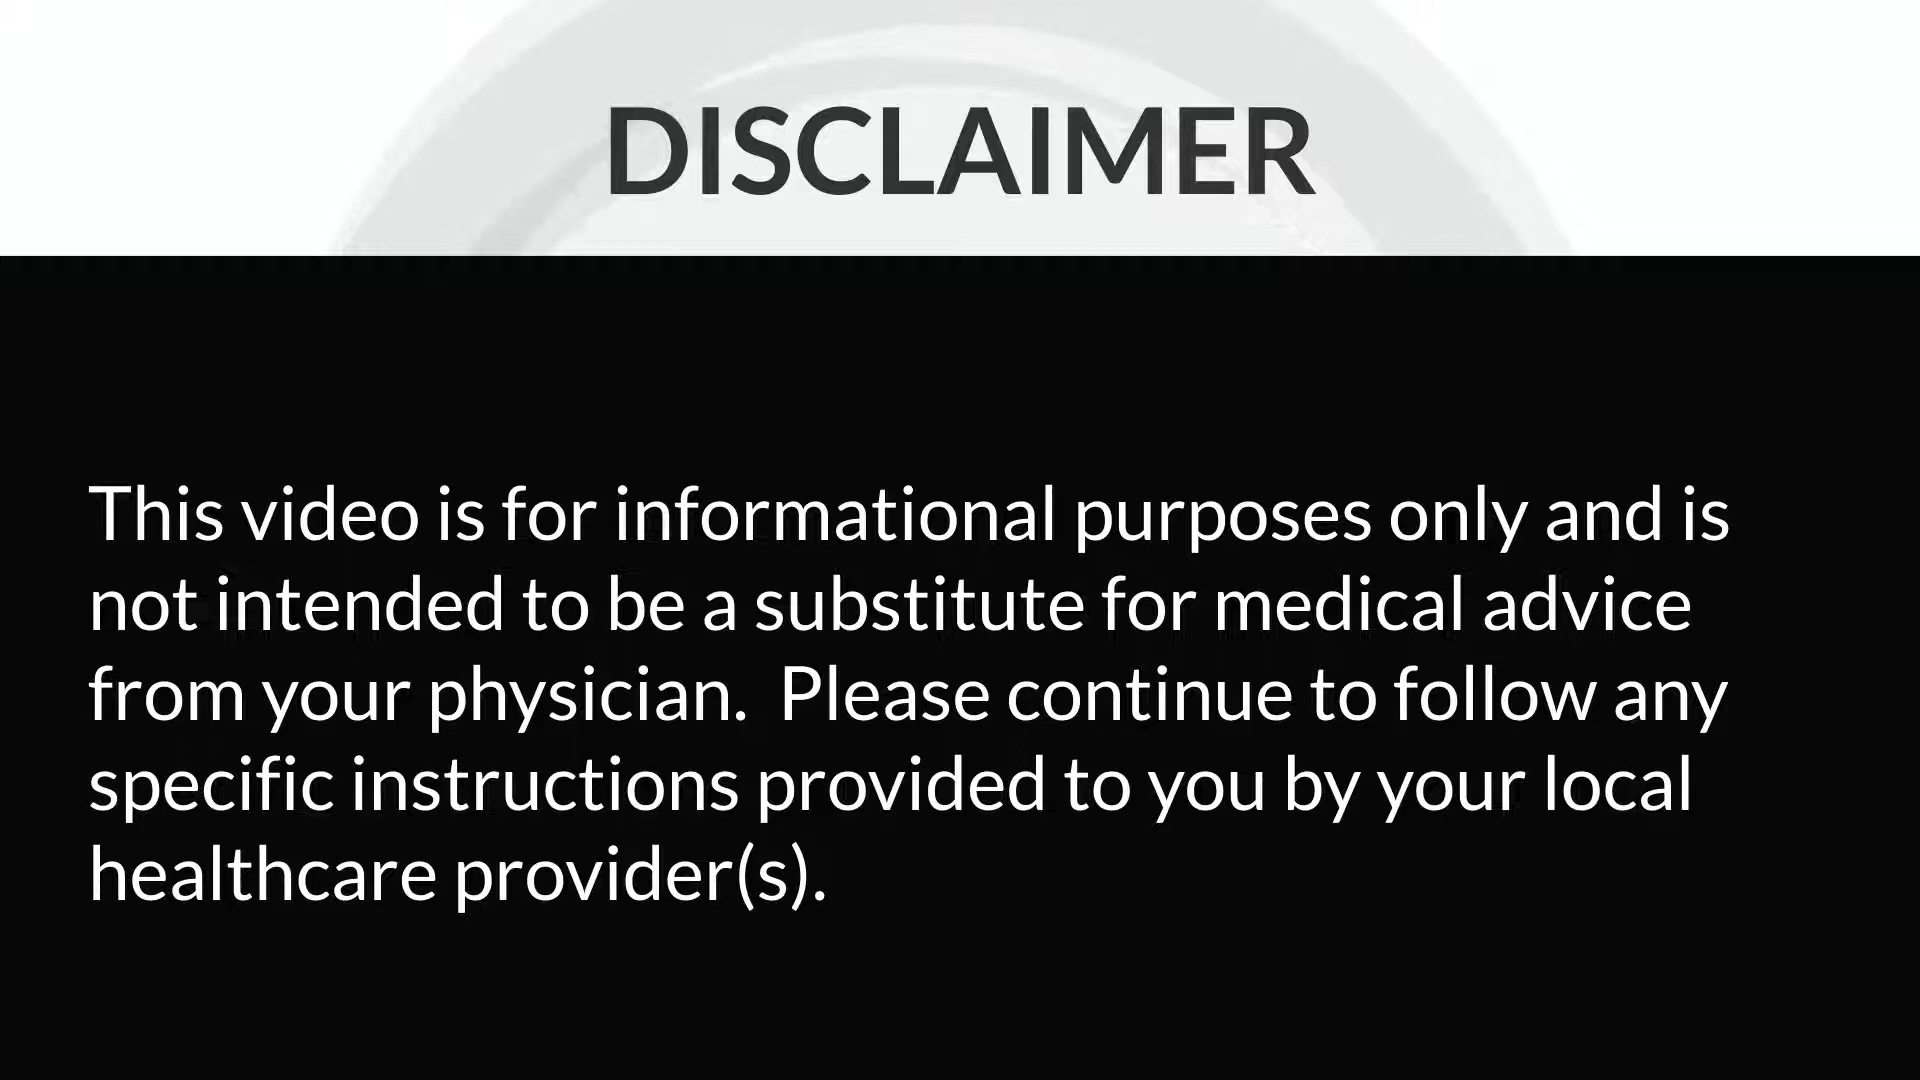 DISCLAIMER
This video is for informational purposes only and is
not intended to be a substitute for medical advice
from your physician.  Please continue to follow any
specific instructions provided to you by your local
healthcare provider(s).